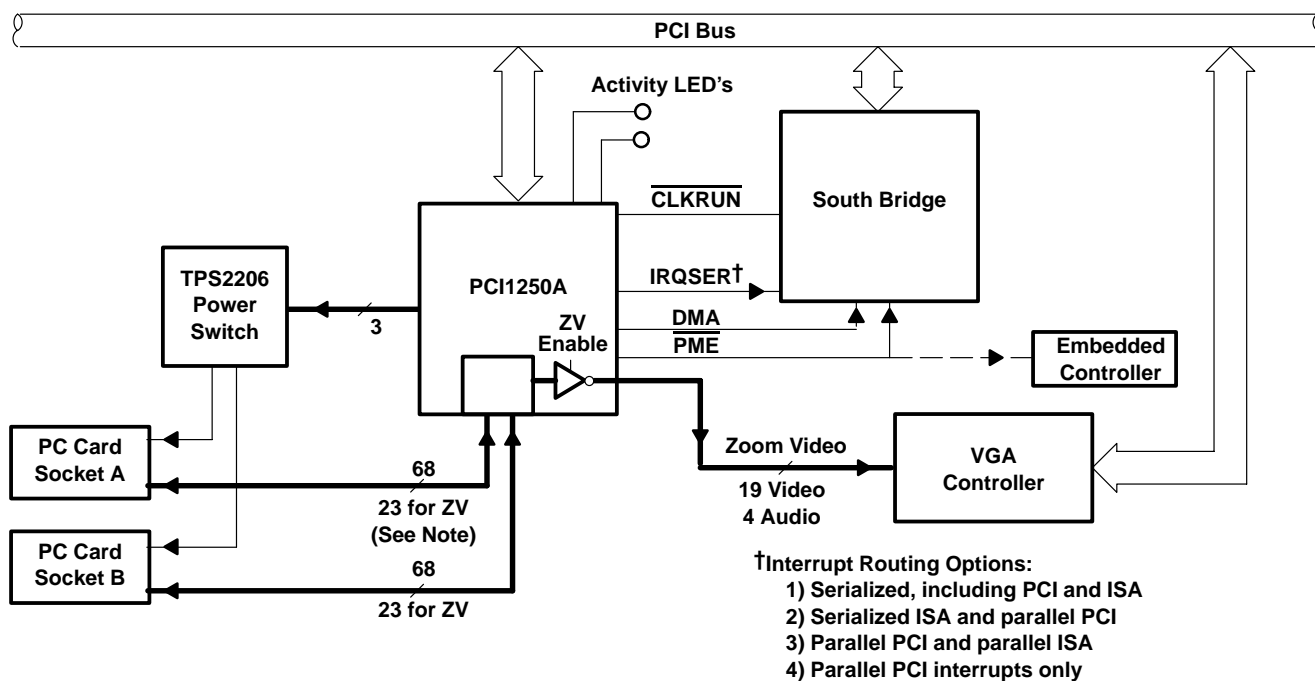 PCI Bus
Activity LED's
CLKRUN
South Bridge
TPS2206
Power
Switch
PCI1250A
IRQSER†
3
ZV
Enable
DMA
PME
Embedded
Controller
PC Card
Socket A
68
23 for ZV
(See Note)
Zoom Video
19 Video
4 Audio
VGA
Controller
PC Card
Socket B
68
23 for ZV
†Interrupt Routing Options:
1) Serialized, including PCI and ISA
2) Serialized ISA and parallel PCI
3) Parallel PCI and parallel ISA
4) Parallel PCI interrupts only